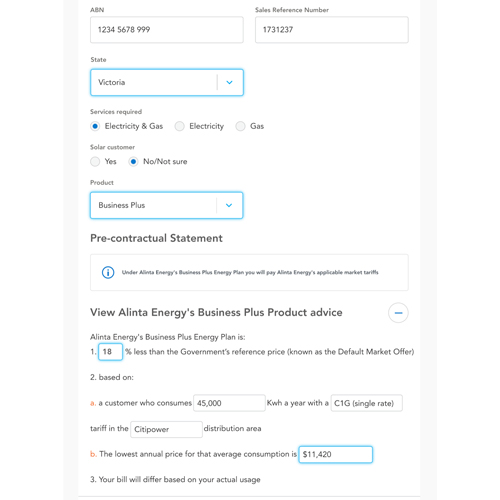 ABN Sales Reference Number
1234 5678 999 1731237
State
Victoria
Services required
Electricity & Gas Electricity Gas
Solar customer
Yes No/Not sure
Product
Business Plus
Pre-contractual Statement
Under Alinta Energy's Business Plus Energy Plan you will pay Alinta Energy's applicable market tariffs
View Alinta Energy's Business Plus Product advice
Alinta Energy's Business Plus Energy Plan is:
1. 18 % less than the Government's reference price (known as the Default Market Offer)
2. based on:
a. a customer who consumes 45,000 Kwh a year with a C1G (single rate)
tariff in the Citipower distribution area
b. The lowest annual price for that average consumption is $11,420
3. Your bill will differ based on your actual usage